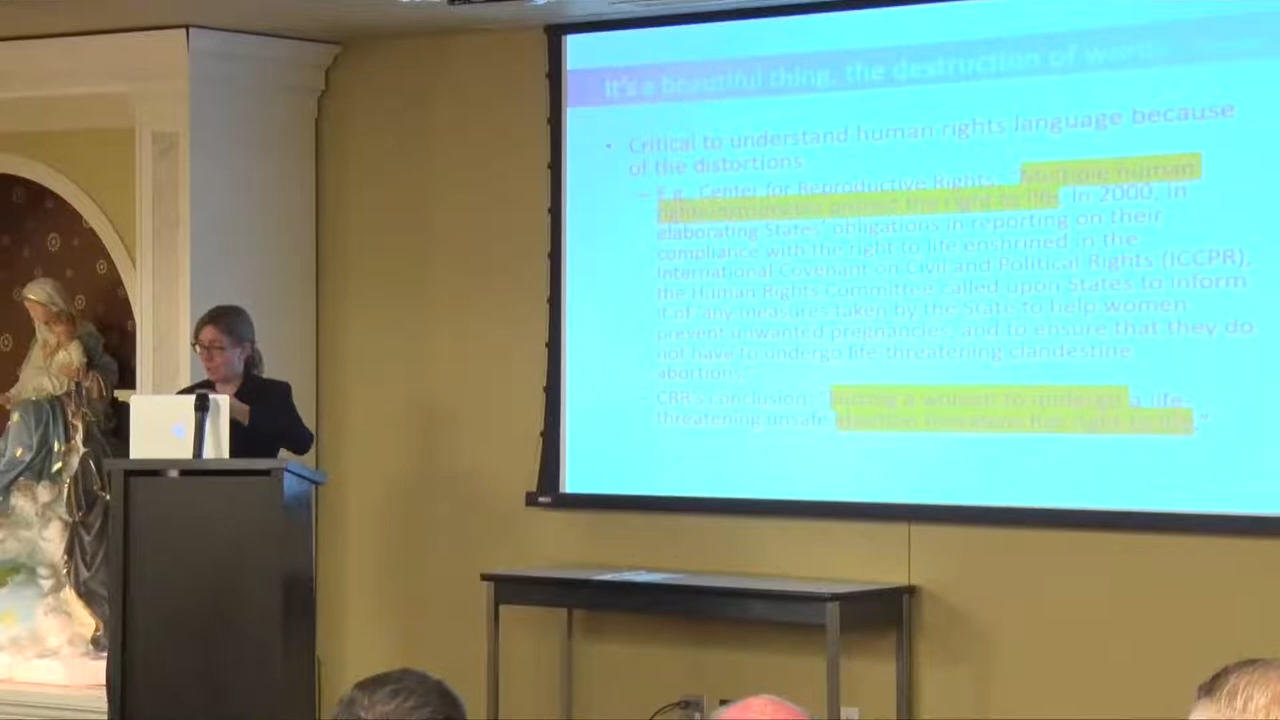 It's a beautiful thing, the destruction of
• Critical to understand human rights language because
of the distortions
– E.g., Center for Reproductive Rights, "Multiple human
rights instruments protect the right to life. In 2000, in
elaborating States' obligations in reporting on their
compliance with the right to life enshrined in the
International Covenant on Civil and Political Rights (ICCPR),
the Human Rights Committee called upon States to inform
it of 'any measures taken by the State to help women
prevent unwanted pregnancies, and to ensure that they do
not have to undergo life-threatening clandestine
abortions.'
– CRR's conclusion: "Forcing a woman to undergo a life-
threatening unsafe abortion threatens her right to life."